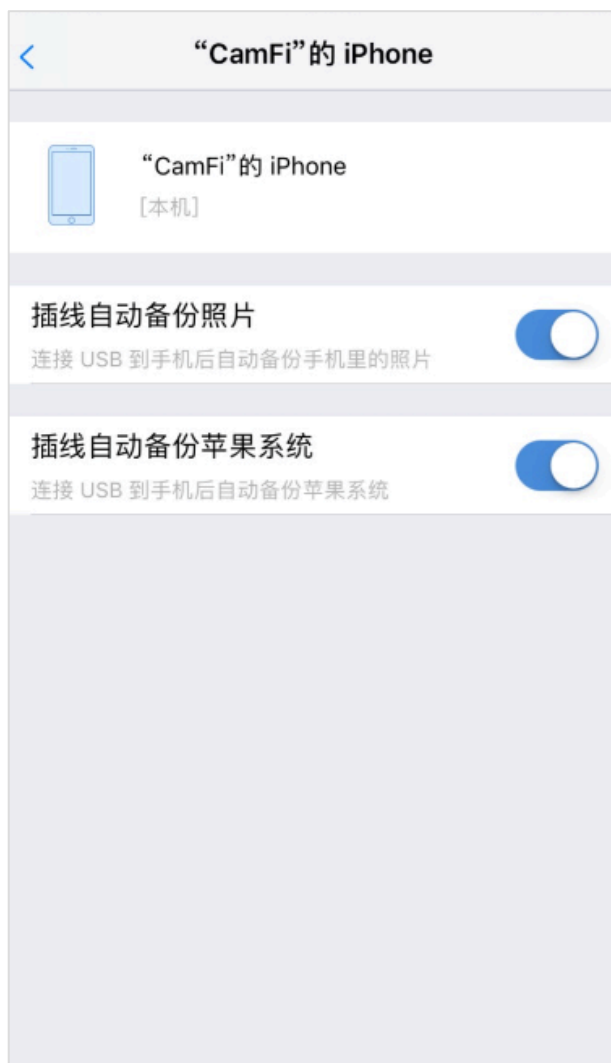 “CamFi”的 iPhone
“CamFi”的 iPhone
[本机]
插线自动备份照片
连接 USB 到手机后自动备份手机里的照片
插线自动备份苹果系统
连接 USB 到手机后自动备份苹果系统